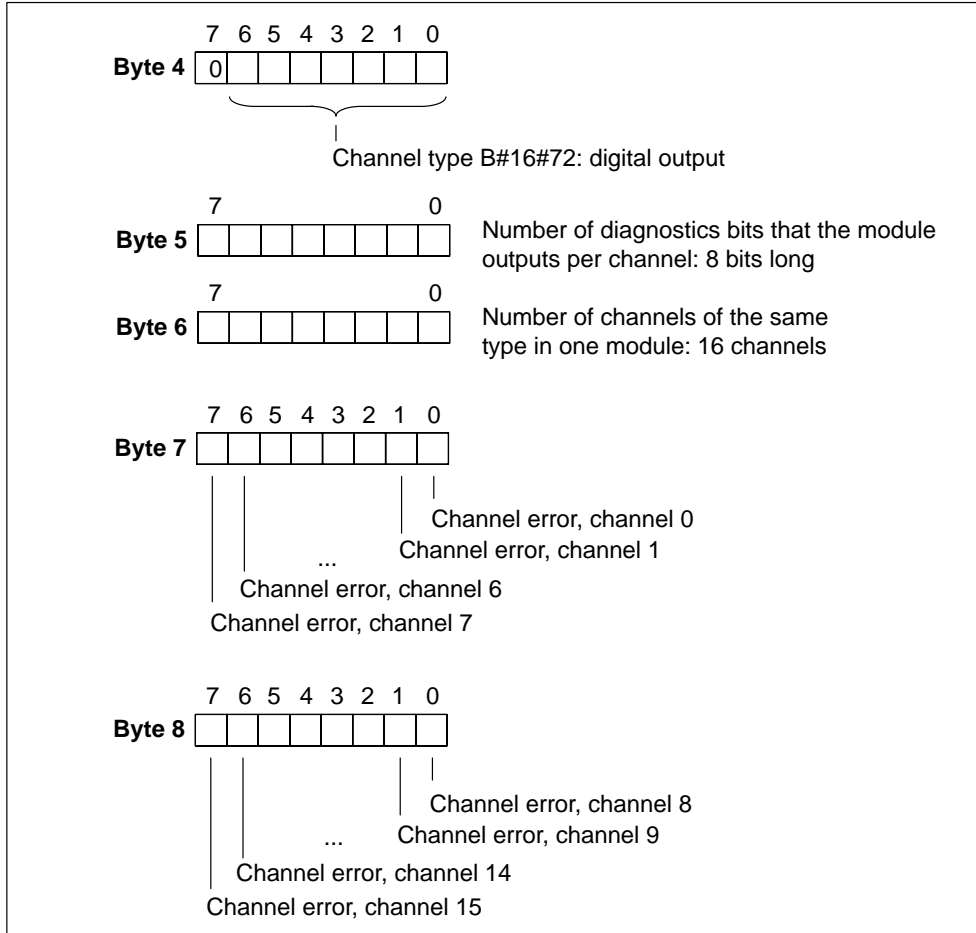 7 6 5 4 3 2 1 0
Byte 4 0
Channel type B#16#72: digital output
7 0
Byte 5
Number of diagnostics bits that the module
outputs per channel: 8 bits long
7 0
Byte 6
Number of channels of the same
type in one module: 16 channels
7 6 5 4 3 2 1 0
Byte 7
Channel error, channel 0
Channel error, channel 1
...
Channel error, channel 6
Channel error, channel 7
7 6 5 4 3 2 1 0
Byte 8
Channel error, channel 8
Channel error, channel 9
...
Channel error, channel 14
Channel error, channel 15